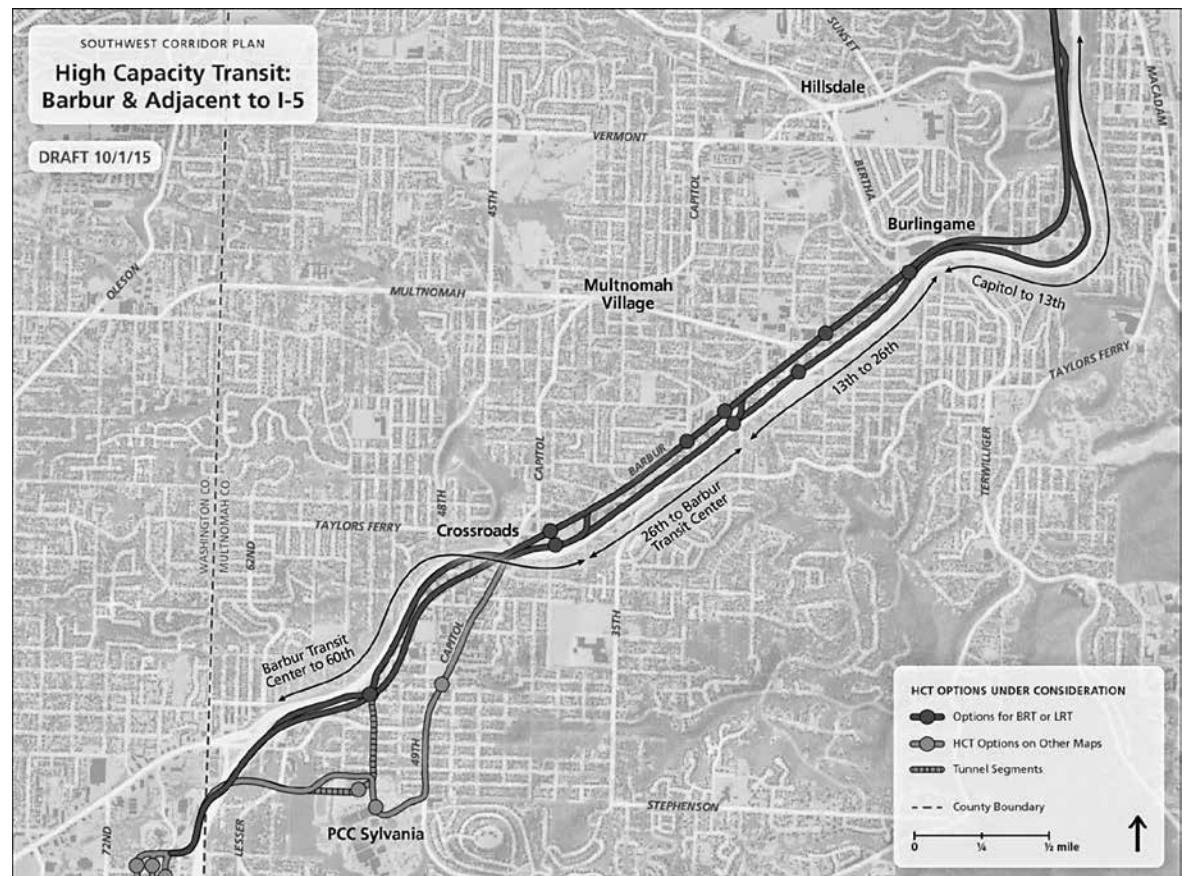 SOUTHWEST CORRIDOR PLAN
High Capacity Transit:
Barbur & Adjacent to I-5
DRAFT 10/1/15
SUNSET
Hillsdale
MACADAM
VERMONT
45TH
CAPITOL
BERTHA
Burlingame
OLESON
MULTNOMAH
Multnomah
Village
Capitol to 13th
13th to 26th
TAYLORS FERRY
TERWILLIGER
BARBUR
CAPITOL
26th to Barbur
Transit Center
48TH
TAYLORS FERRY
Crossroads
WASHINGTON CO.
MULTNOMAH CO.
62ND
35TH
CAPITOL
Barbur Transit
Center to 60th
49TH
STEPHENSON
PCC Sylvania
72ND
LESSER
HCT OPTIONS UNDER CONSIDERATION
Options for BRT or LRT
HCT Options on Other Maps
Tunnel Segments
County Boundary
0 ¼ ½ mile